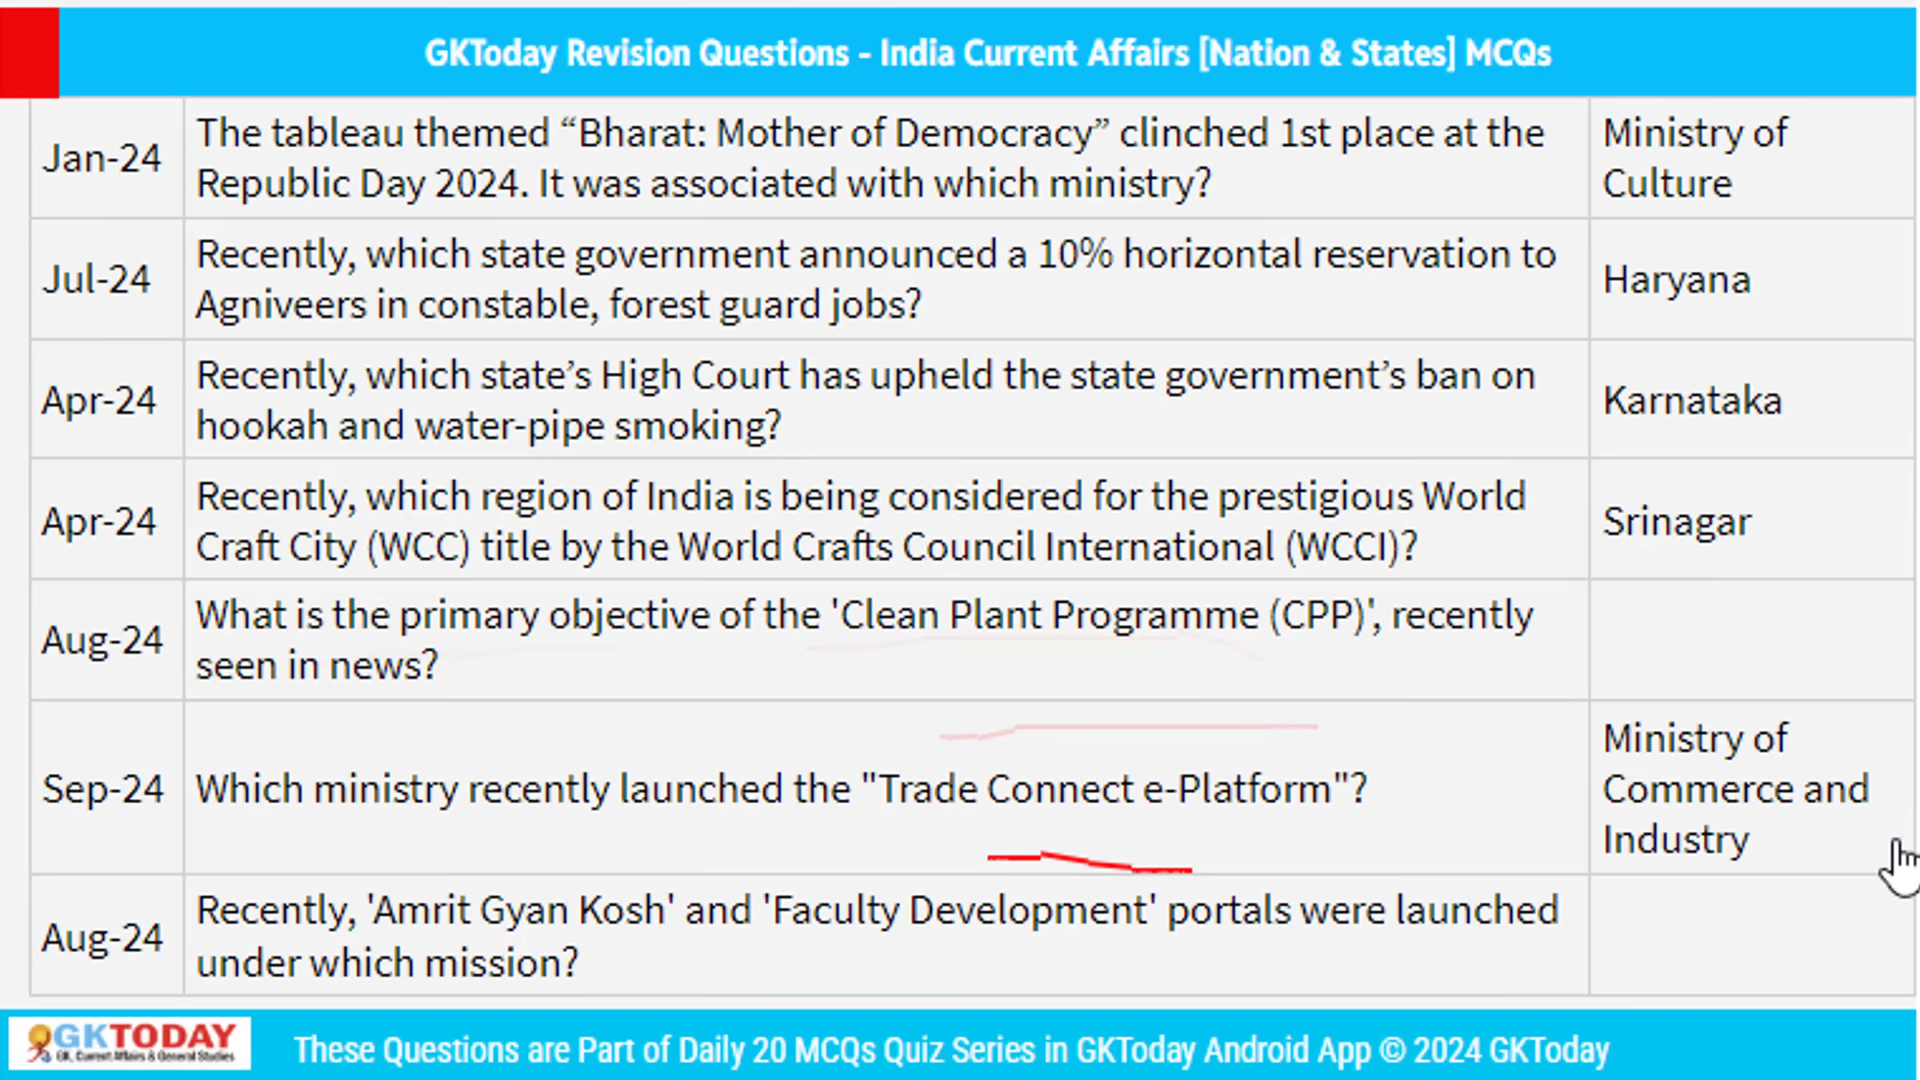 GKToday Revision Questions - India Current Affairs [Nation & States] MCQs
Jan-24
The tableau themed “Bharat: Mother of Democracy” clinched 1st place at the
Republic Day 2024. It was associated with which ministry?
Ministry of
Culture
Jul-24
Recently, which state government announced a 10% horizontal reservation to
Agniveers in constable, forest guard jobs?
Haryana
Apr-24
Recently, which state’s High Court has upheld the state government’s ban on
hookah and water-pipe smoking?
Karnataka
Apr-24
Recently, which region of India is being considered for the prestigious World
Craft City (WCC) title by the World Crafts Council International (WCCI)?
Srinagar
Aug-24
What is the primary objective of the 'Clean Plant Programme (CPP)', recently
seen in news?
Sep-24
Which ministry recently launched the "Trade Connect e-Platform"?
Ministry of
Commerce and
Industry
Aug-24
Recently, 'Amrit Gyan Kosh' and 'Faculty Development' portals were launched
under which mission?
GKTODAY
GK, Current Affairs & General Studies
These Questions are Part of Daily 20 MCQs Quiz Series in GKToday Android App © 2024 GKToday